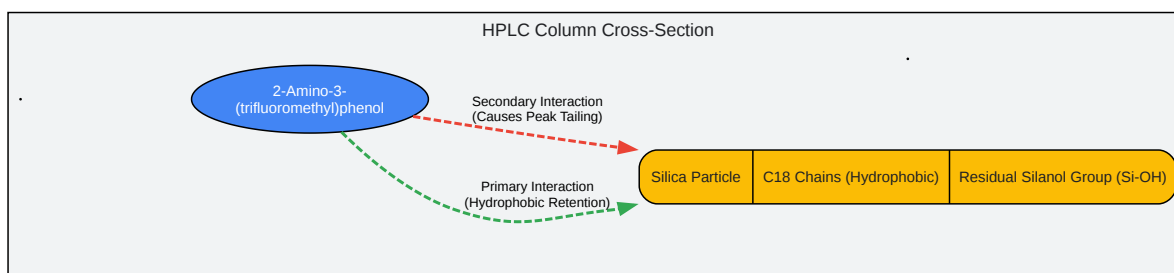 HPLC Column Cross-Section
2-Amino-3-
(trifluoromethyl)phenol
Secondary Interaction
(Causes Peak Tailing)
Primary Interaction
(Hydrophobic Retention)
Silica Particle
C18 Chains (Hydrophobic)
Residual Silanol Group (Si-OH)